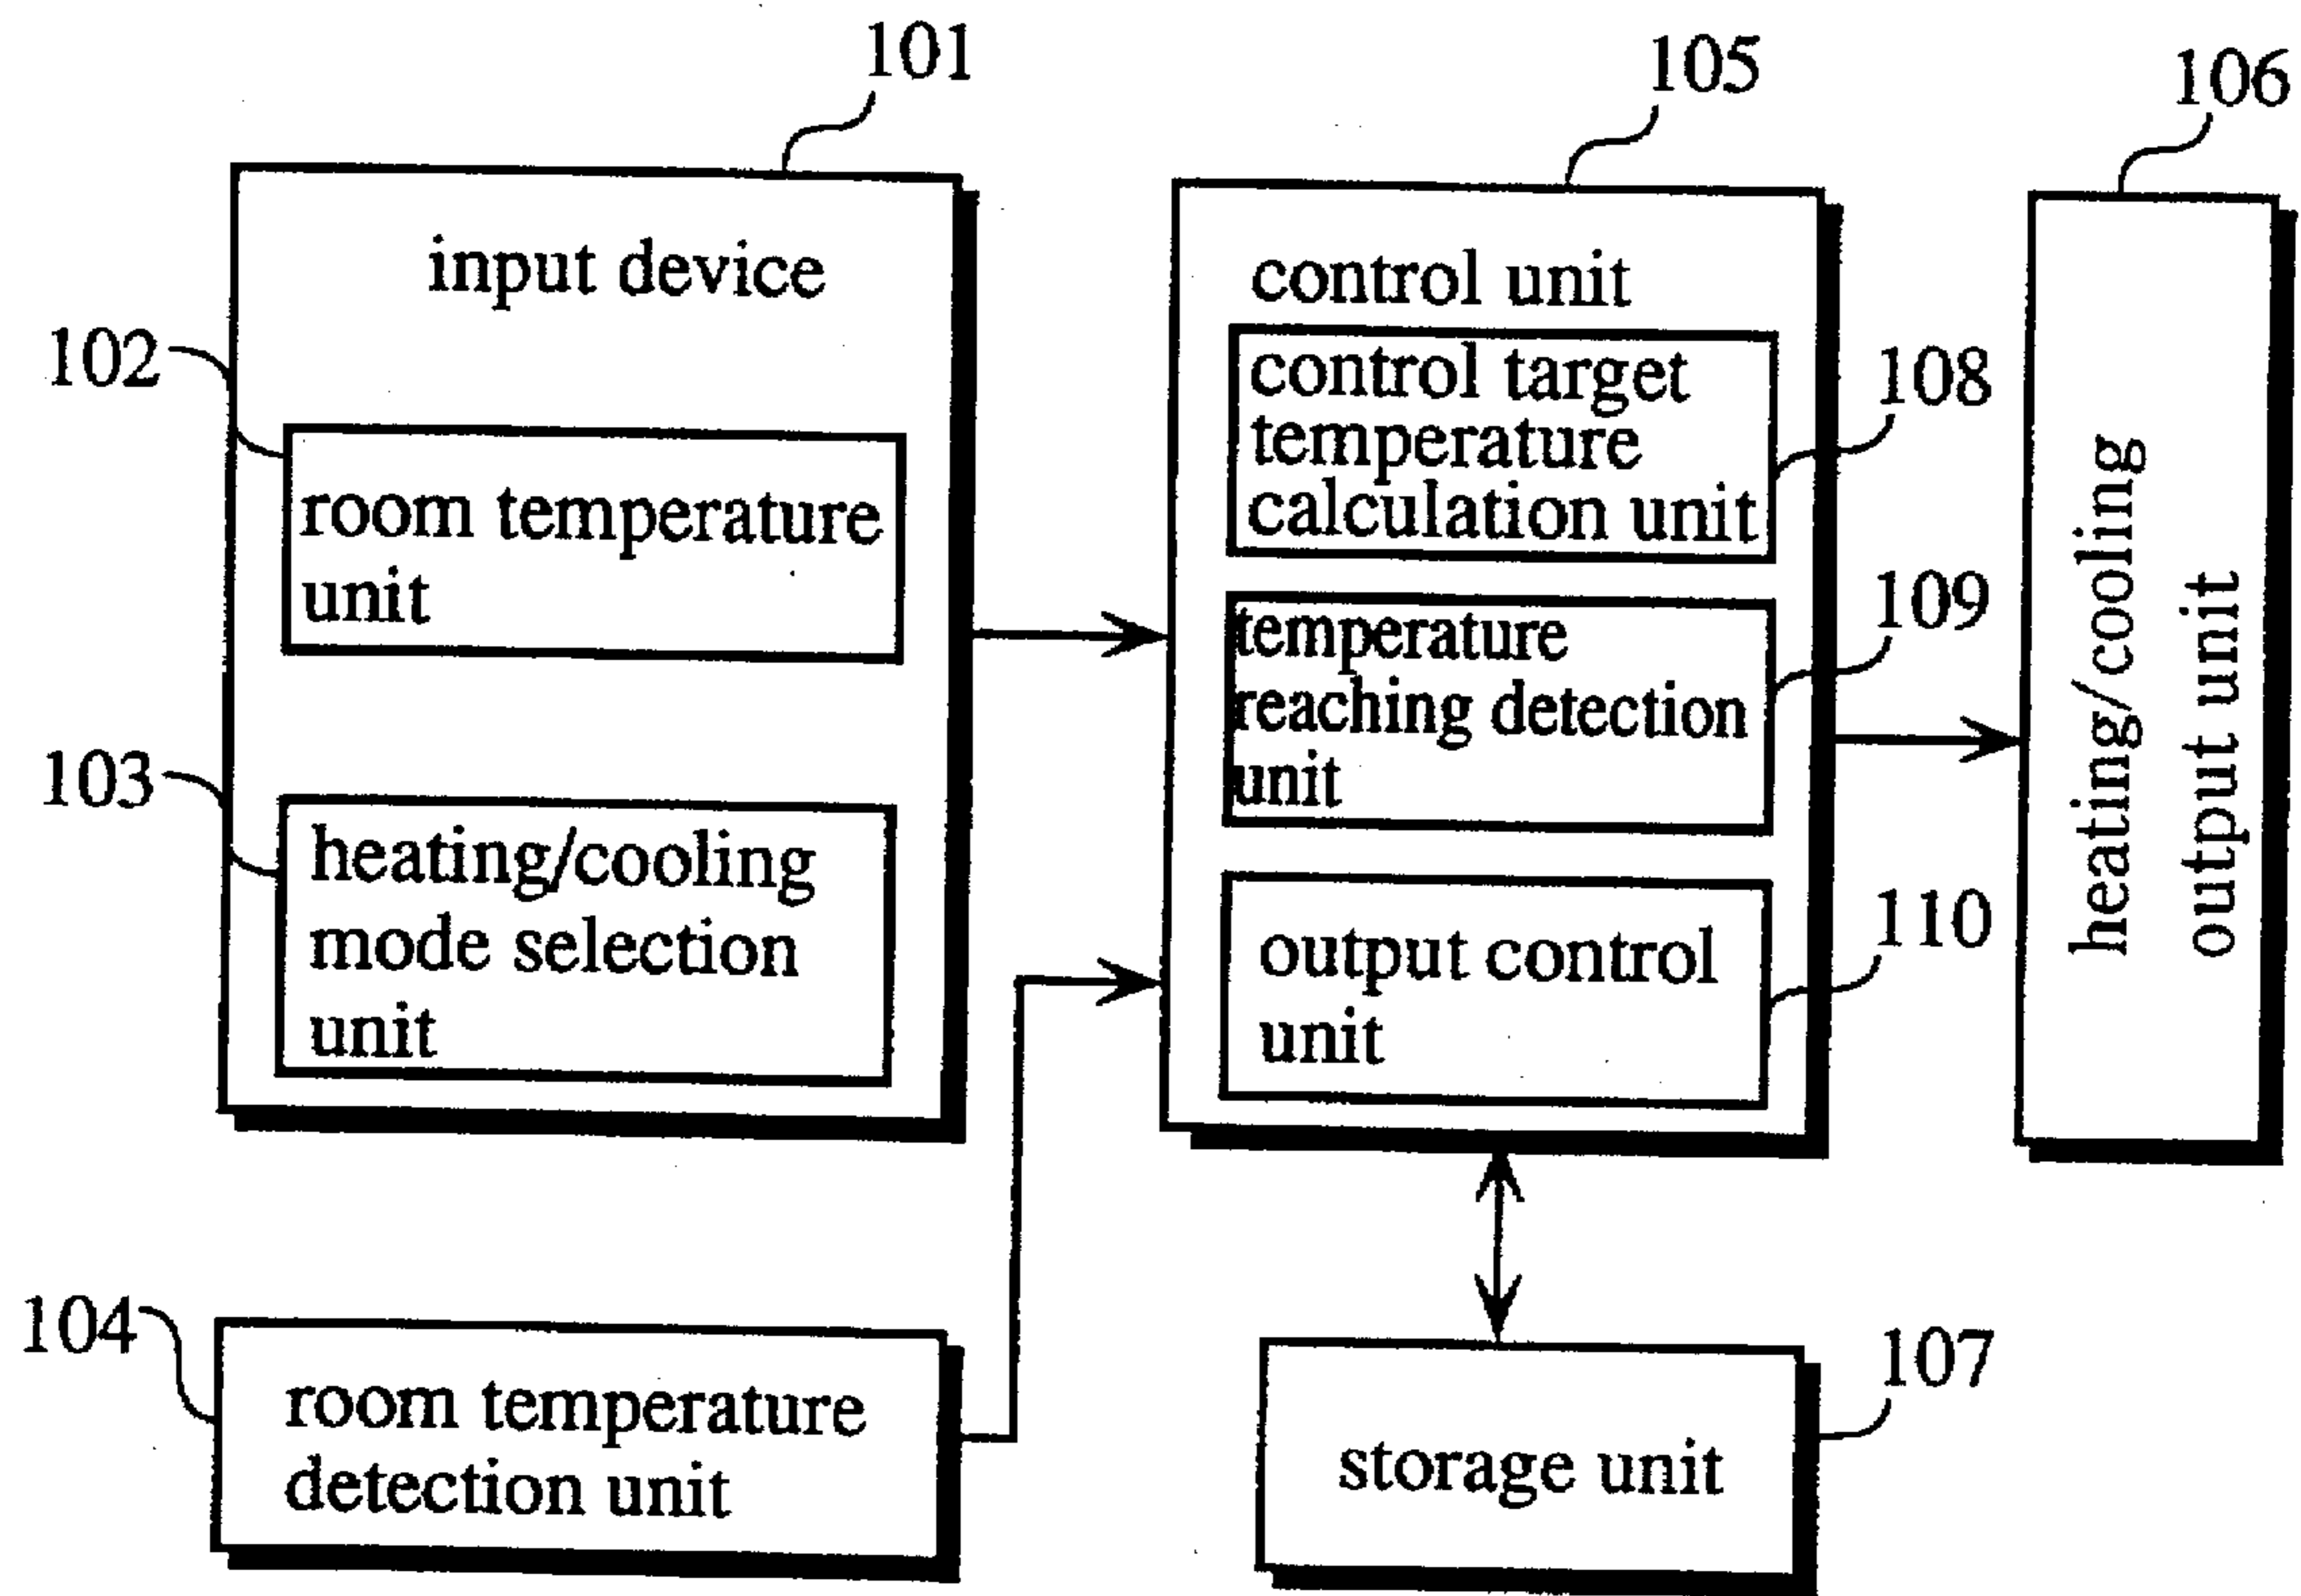 101
105
106
input device
102
room temperature
unit
103
heating/cooling
mode selection
unit
control unit
control target
temperature
calculation unit
108
temperature
reaching detection
unit
109
output control
unit
110
heating/cooling
output unit
104
room temperature
detection unit
storage unit
107